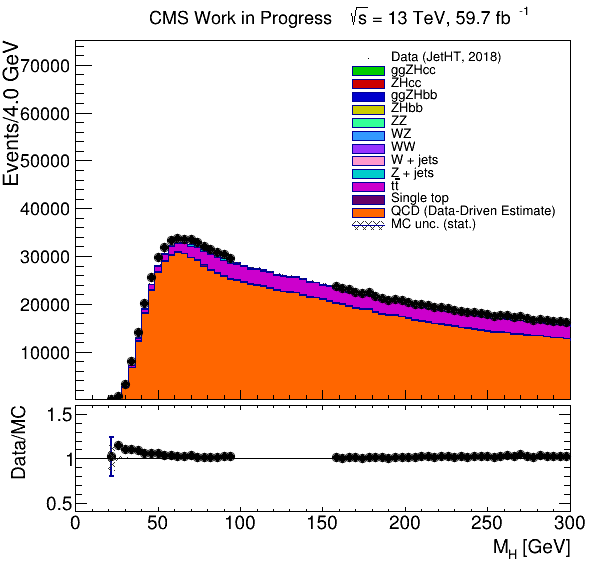 CMS Work in Progress √s = 13 TeV, 59.7 fb⁻¹
Events/4.0 GeV
70000
60000
50000
40000
30000
20000
10000
Data (JetHT, 2018)
ggZHcc
ZHcc
ggZHbb
ZHbb
ZZ
WZ
WW
W + jets
Z + jets
tt̄
Single top
QCD (Data-Driven Estimate)
MC unc. (stat.)
Data/MC
1.5
1
0.5
0 50 100 150 200 250 300
M_H [GeV]